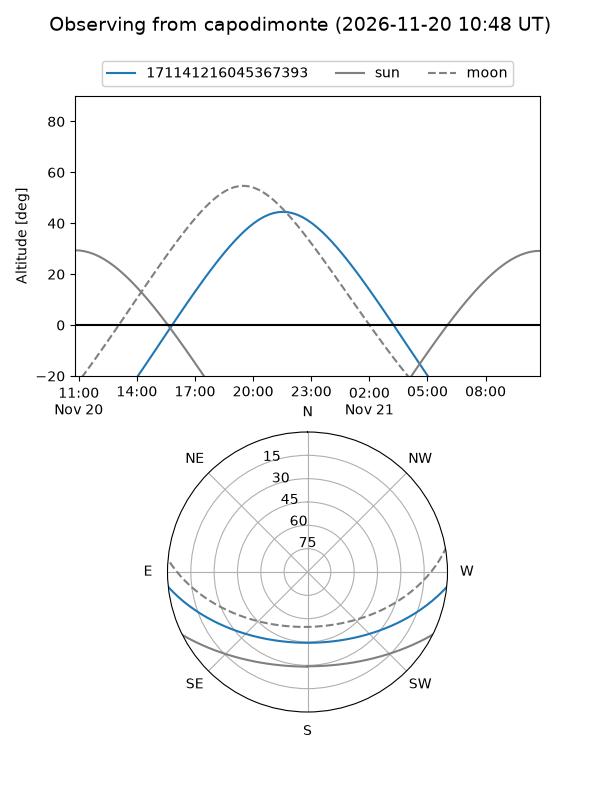 Observing from capodimonte (2026-11-20 10:48 UT)
171141216045367393 sun moon
80
60
40
20
0
−20
Altitude [deg]
11:00 14:00 17:00 20:00 23:00 02:00 05:00 08:00
Nov 20 Nov 21
N
NE NW
15
30
45
60
75
E W
SE SW
S